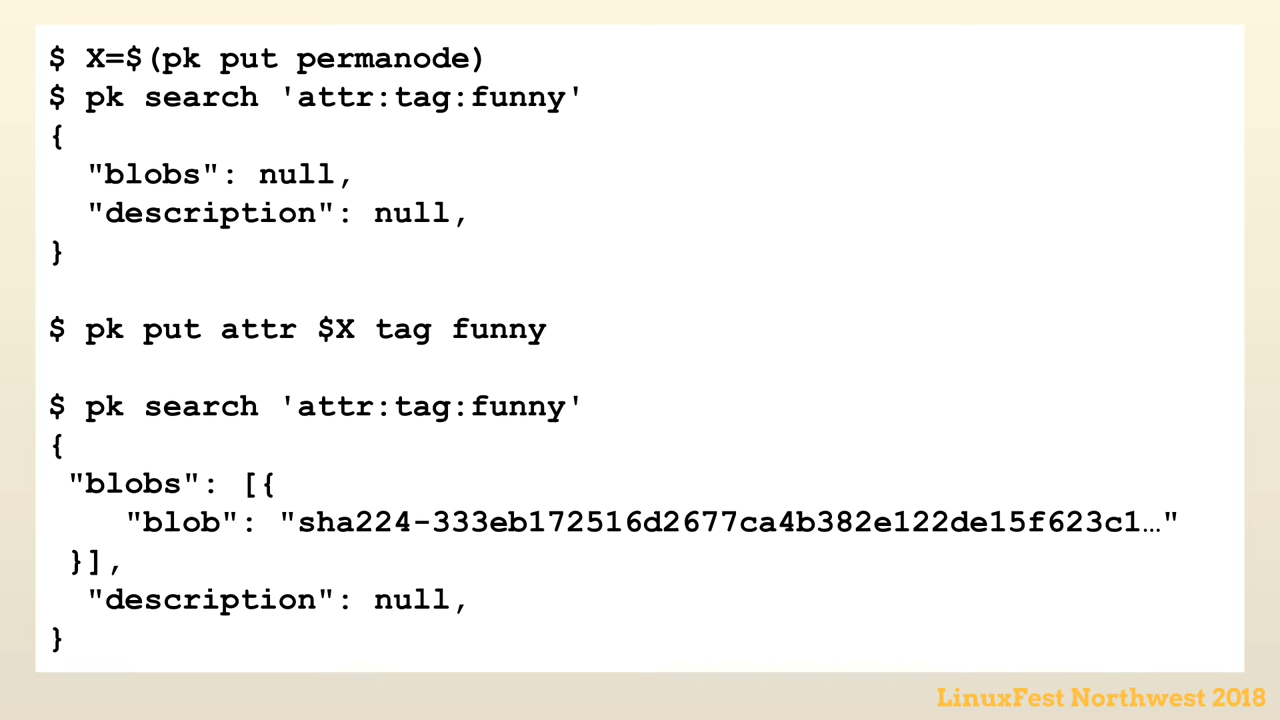 $ X=$(pk put permanode)
$ pk search 'attr:tag:funny'
{
  "blobs": null,
  "description": null,
}
$ pk put attr $X tag funny
$ pk search 'attr:tag:funny'
{
 "blobs": [{
    "blob": "sha224-333eb172516d2677ca4b382e122de15f623c1…"
 }],
  "description": null,
}
LinuxFest Northwest 2018